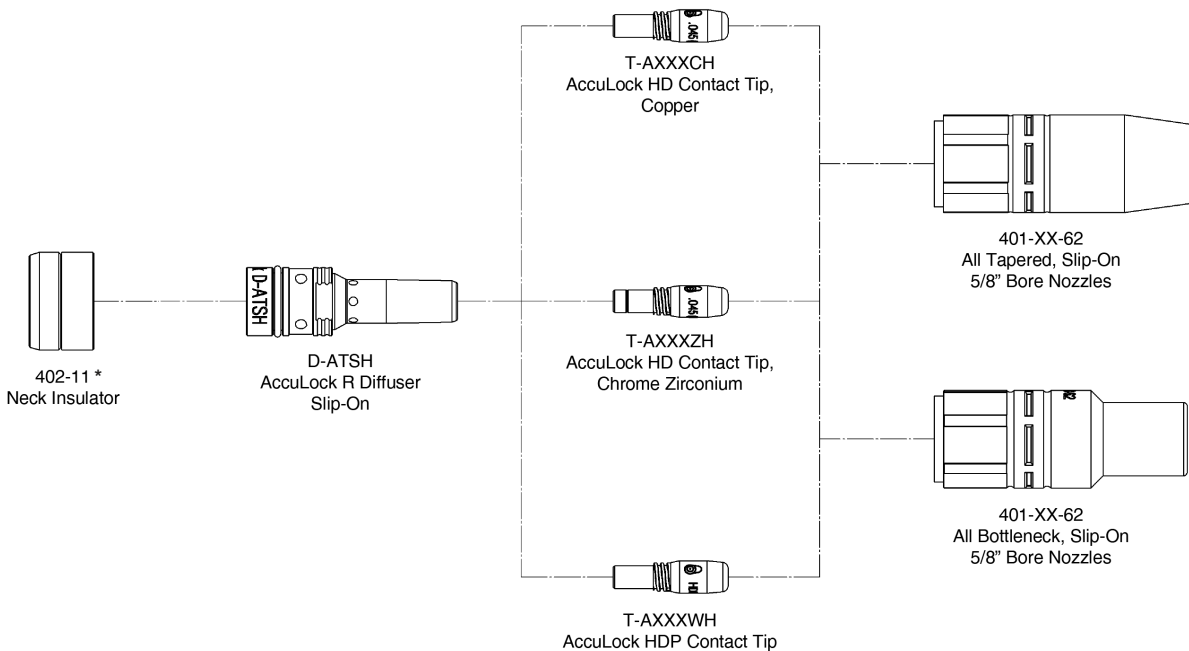 .045
T-AXXXCH
AccuLock HD Contact Tip,
Copper
401-XX-62
All Tapered, Slip-On
5/8” Bore Nozzles
D-ATSH
402-11 *
Neck Insulator
D-ATSH
AccuLock R Diffuser
Slip-On
.045
T-AXXXZH
AccuLock HD Contact Tip,
Chrome Zirconium
401-XX-62
All Bottleneck, Slip-On
5/8” Bore Nozzles
T-AXXXWH
AccuLock HDP Contact Tip